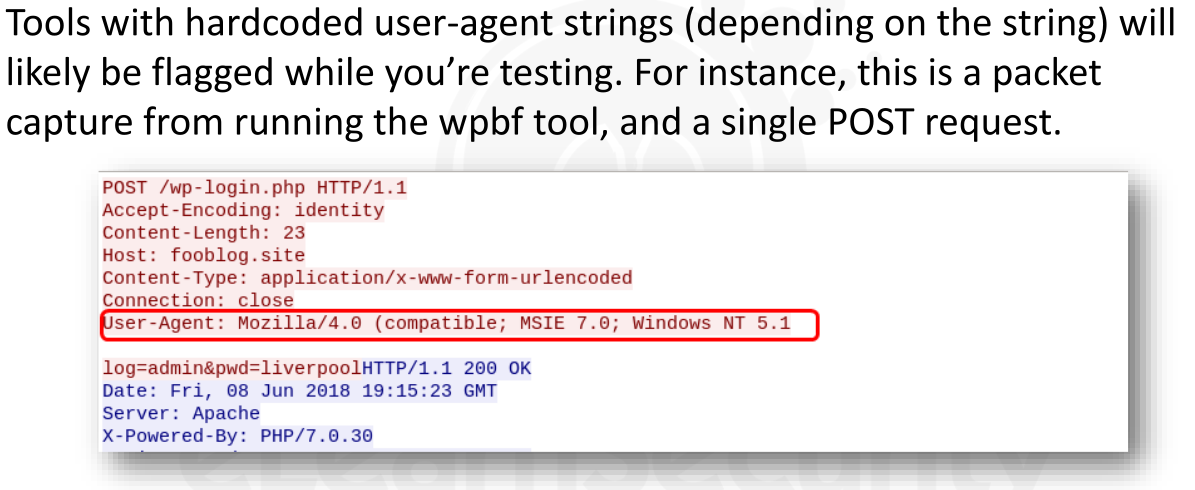 Tools with hardcoded user-agent strings (depending on the string) will
likely be flagged while you're testing. For instance, this is a packet
capture from running the wpbf tool, and a single POST request.
POST /wp-login.php HTTP/1.1
Accept-Encoding: identity
Content-Length: 23
Host: fooblog.site
Content-Type: application/x-www-form-urlencoded
Connection: close
User-Agent: Mozilla/4.0 (compatible; MSIE 7.0; Windows NT 5.1
log=admin&pwd=liverpoolHTTP/1.1 200 OK
Date: Fri, 08 Jun 2018 19:15:23 GMT
Server: Apache
X-Powered-By: PHP/7.0.30
eLearnSecurity